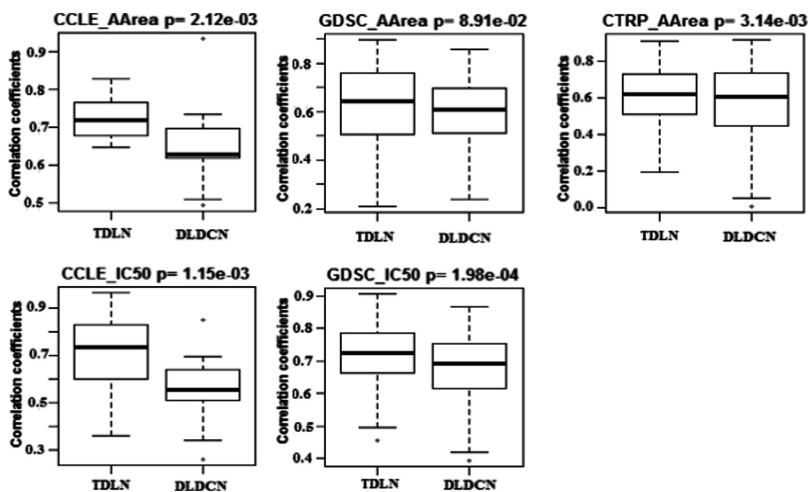 CCLE_AArea p= 2.12e-03
Correlation coefficients
0.9
0.8
0.7
0.6
0.5
TDLN
DLDCN
GDSC_AArea p= 8.91e-02
Correlation coefficients
0.8
0.6
0.4
0.2
TDLN
DLDCN
CTRP_AArea p= 3.14e-03
Correlation coefficients
0.8
0.6
0.4
0.2
0.0
TDLN
DLDCN
CCLE_IC50 p= 1.15e-03
Correlation coefficients
0.9
0.7
0.5
0.3
TDLN
DLDCN
GDSC_IC50 p= 1.98e-04
Correlation coefficients
0.9
0.8
0.7
0.6
0.5
0.4
TDLN
DLDCN